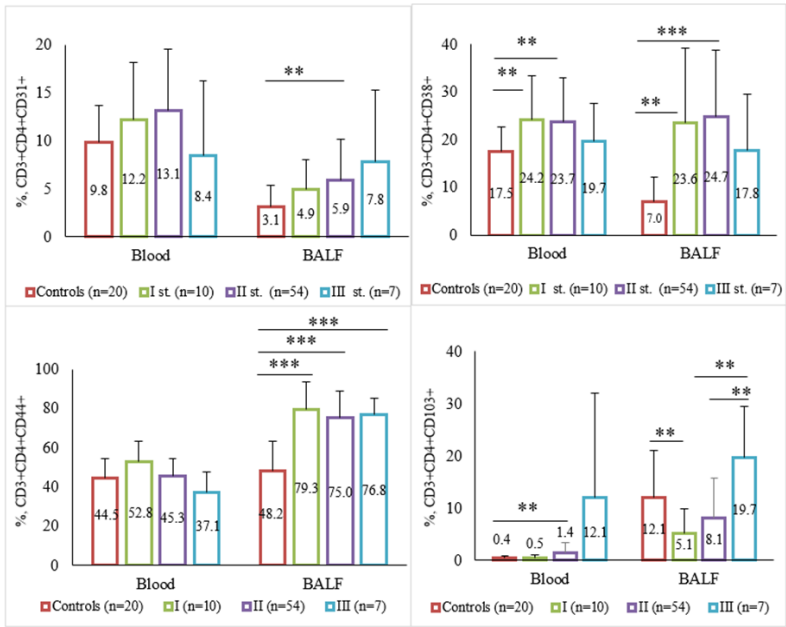 %, CD3+CD4+CD31+
20
15
10
5
0
**
9.8
12.2
13.1
8.4
3.1
4.9
5.9
7.8
Blood
BALF
Controls (n=20)
I st. (n=10)
II st. (n=54)
III st. (n=7)
%, CD3+CD4+CD38+
40
30
20
10
0
**
**
***
**
17.5
24.2
23.7
19.7
7.0
23.6
24.7
17.8
Blood
BALF
Controls (n=20)
I st. (n=10)
II st. (n=54)
III st. (n=7)
%, CD3+CD4+CD44+
100
80
60
40
20
0
***
***
***
44.5
52.8
45.3
37.1
48.2
79.3
75.0
76.8
Blood
BALF
Controls (n=20)
I (n=10)
II (n=54)
III (n=7)
%, CD3+CD4+CD103+
40
30
20
10
0
**
**
**
**
0.4
0.5
1.4
12.1
12.1
5.1
8.1
19.7
Blood
BALF
Controls (n=20)
I (n=10)
II (n=54)
III (n=7)